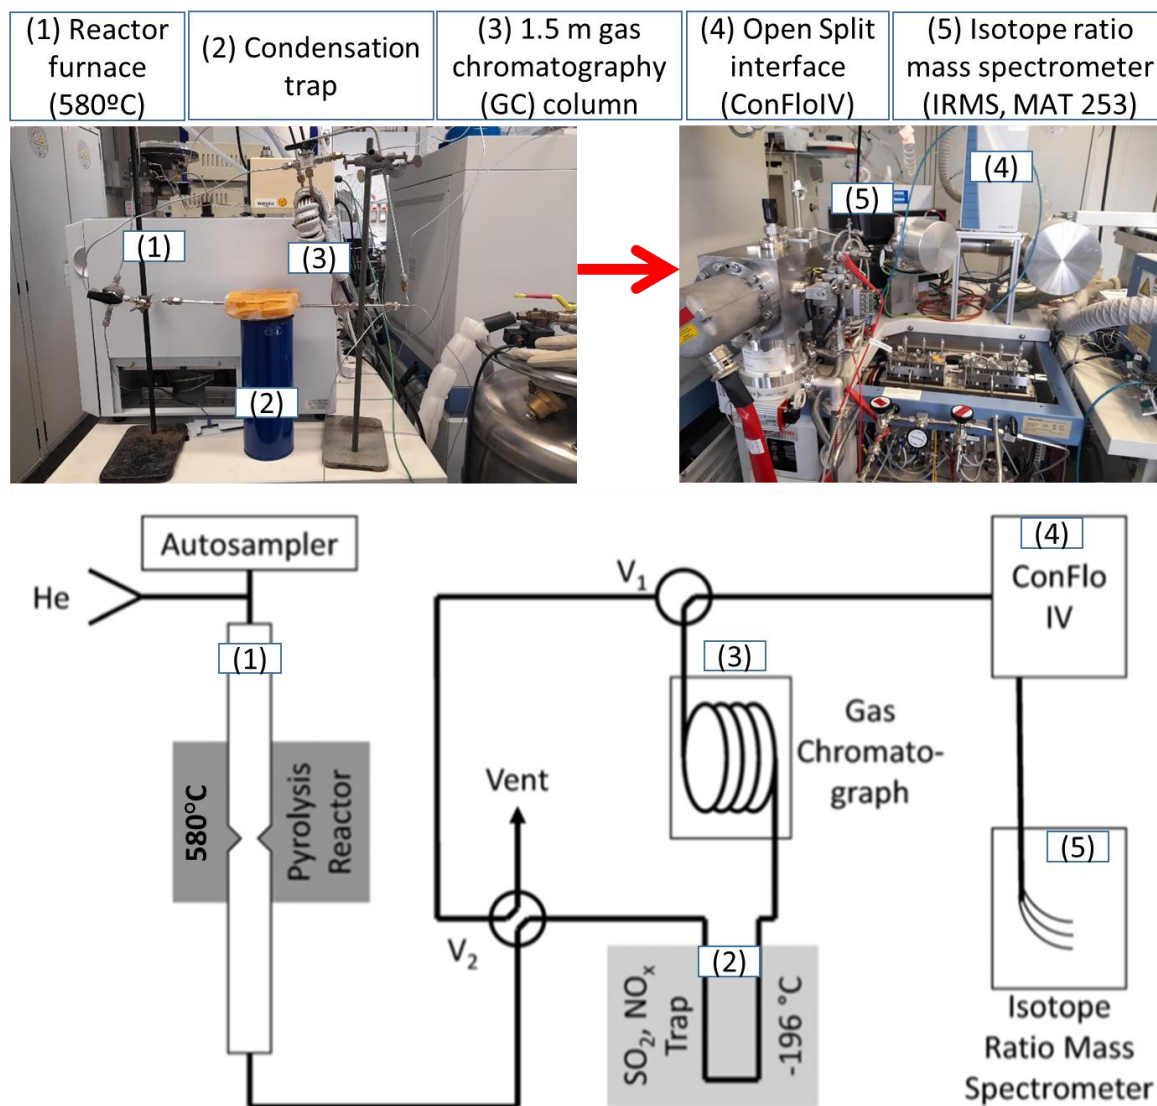 (1) Reactor
furnace
(580ºC)
(2) Condensation
trap
(3) 1.5 m gas
chromatography
(GC) column
(4) Open Split
interface
(ConFloIV)
(5) Isotope ratio
mass spectrometer
(IRMS, MAT 253)
(1)
(2)
(3)
(4)
(5)
Autosampler
He
(1)
580°C
Pyrolysis
Reactor
Vent
V₁
V₂
(3)
Gas
Chromato-
graph
(2)
SO₂, NOₓ
Trap
-196 °C
(4)
ConFlo
IV
(5)
Isotope
Ratio Mass
Spectrometer